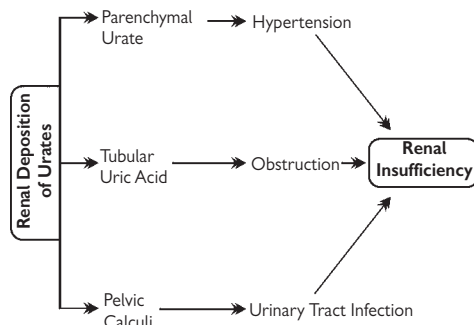 Parenchymal
Urate
Hypertension
Renal Deposition
of Urates
Tubular
Uric Acid
Obstruction
Renal
Insufficiency
Pelvic
Calculi
Urinary Tract Infection